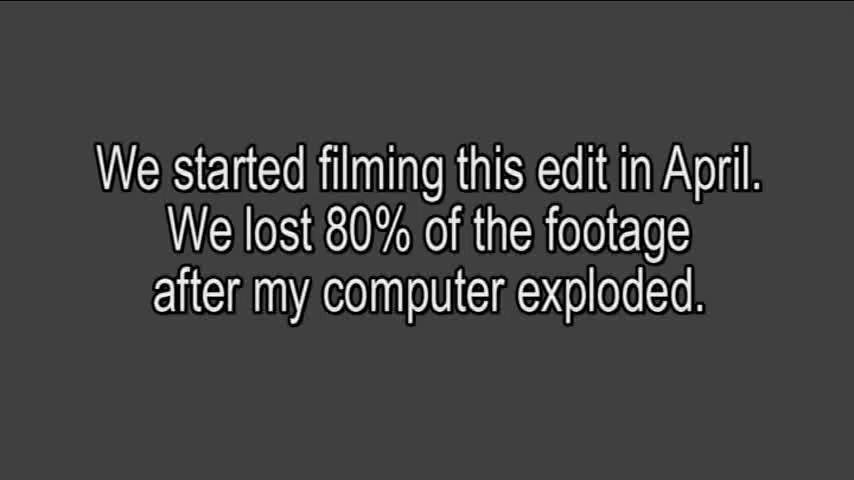 We started filming this edit in April.
We lost 80% of the footage
after my computer exploded.